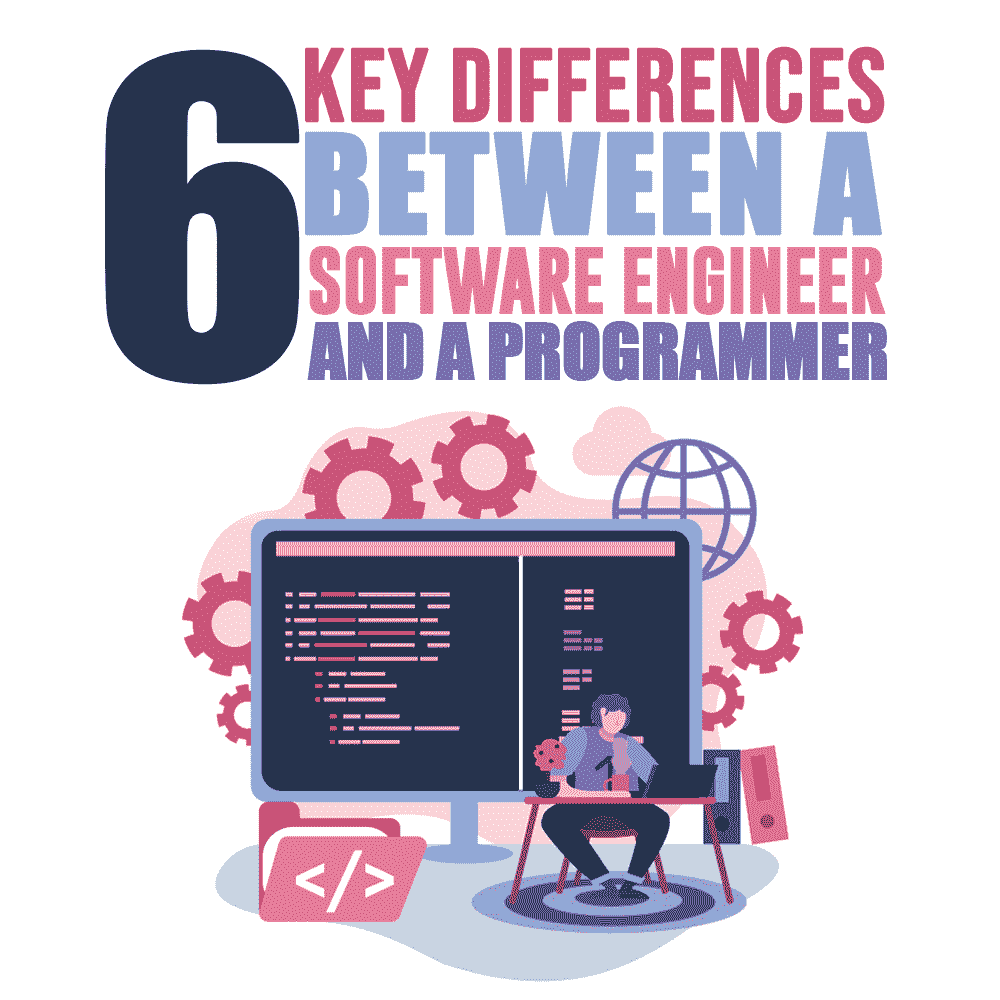 6 KEY DIFFERENCES
BETWEEN A
SOFTWARE ENGINEER
AND A PROGRAMMER
</>